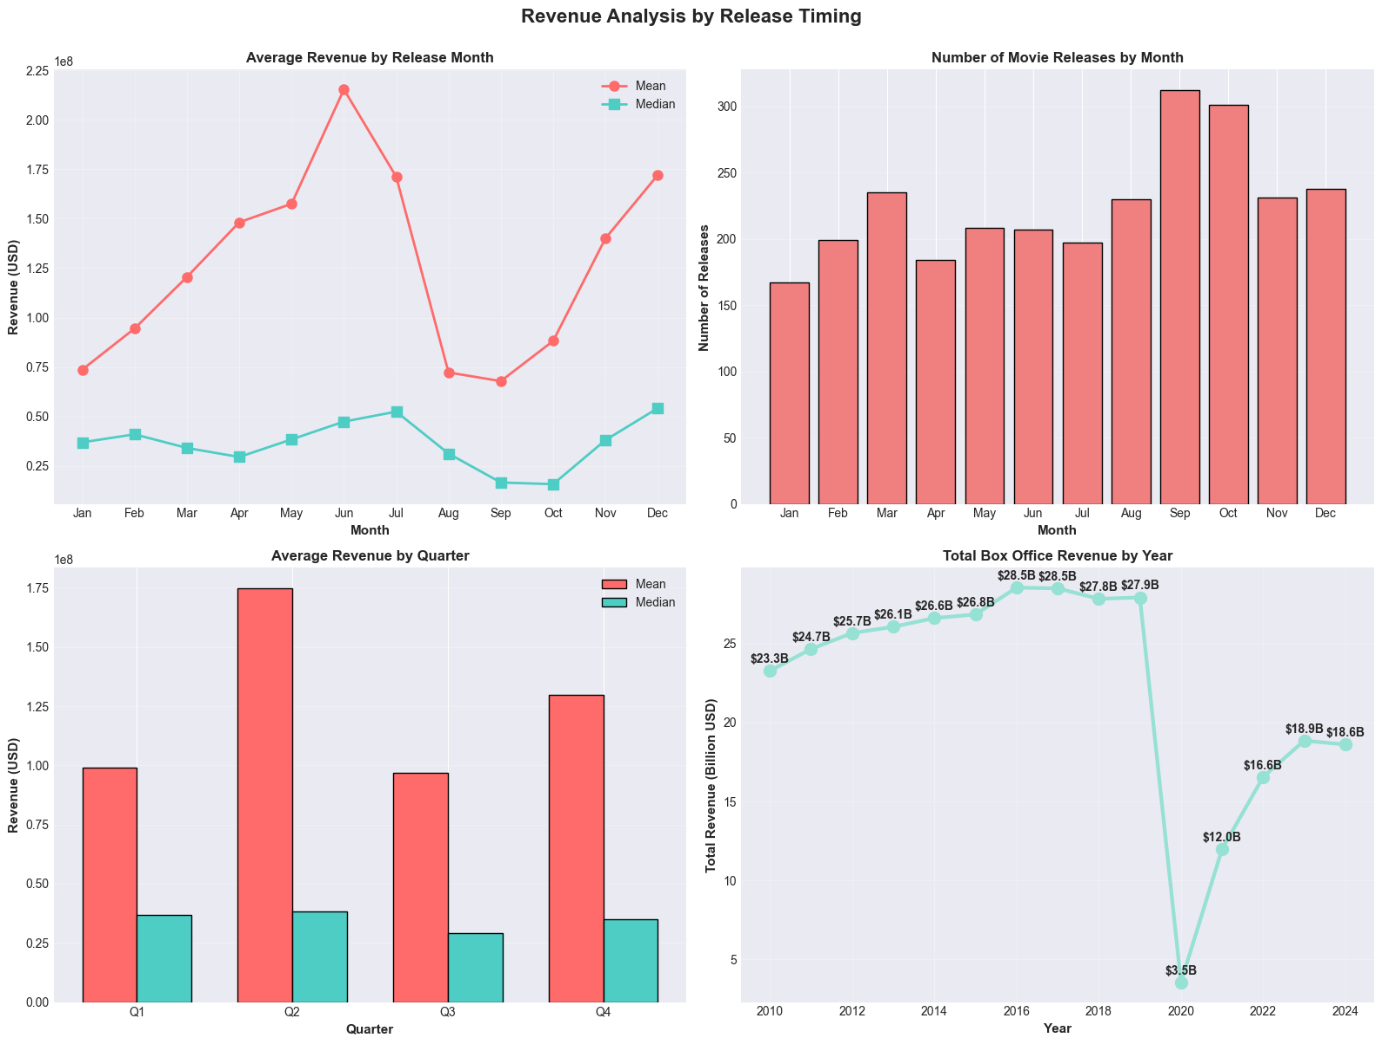 Revenue Analysis by Release Timing
Average Revenue by Release Month
1e8
2.25
2.00
1.75
1.50
1.25
1.00
0.75
0.50
0.25
Revenue (USD)
Mean
Median
Jan Feb Mar Apr May Jun Jul Aug Sep Oct Nov Dec
Month
Number of Movie Releases by Month
300
250
200
150
100
50
0
Number of Releases
Jan Feb Mar Apr May Jun Jul Aug Sep Oct Nov Dec
Month
Average Revenue by Quarter
1e8
1.75
1.50
1.25
1.00
0.75
0.50
0.25
0.00
Revenue (USD)
Mean
Median
Q1 Q2 Q3 Q4
Quarter
Total Box Office Revenue by Year
25
20
15
10
5
Total Revenue (Billion USD)
$23.3B
$24.7B
$25.7B
$26.1B
$26.6B
$26.8B
$28.5B
$28.5B
$27.8B
$27.9B
$3.5B
$12.0B
$16.6B
$18.9B
$18.6B
2010 2012 2014 2016 2018 2020 2022 2024
Year